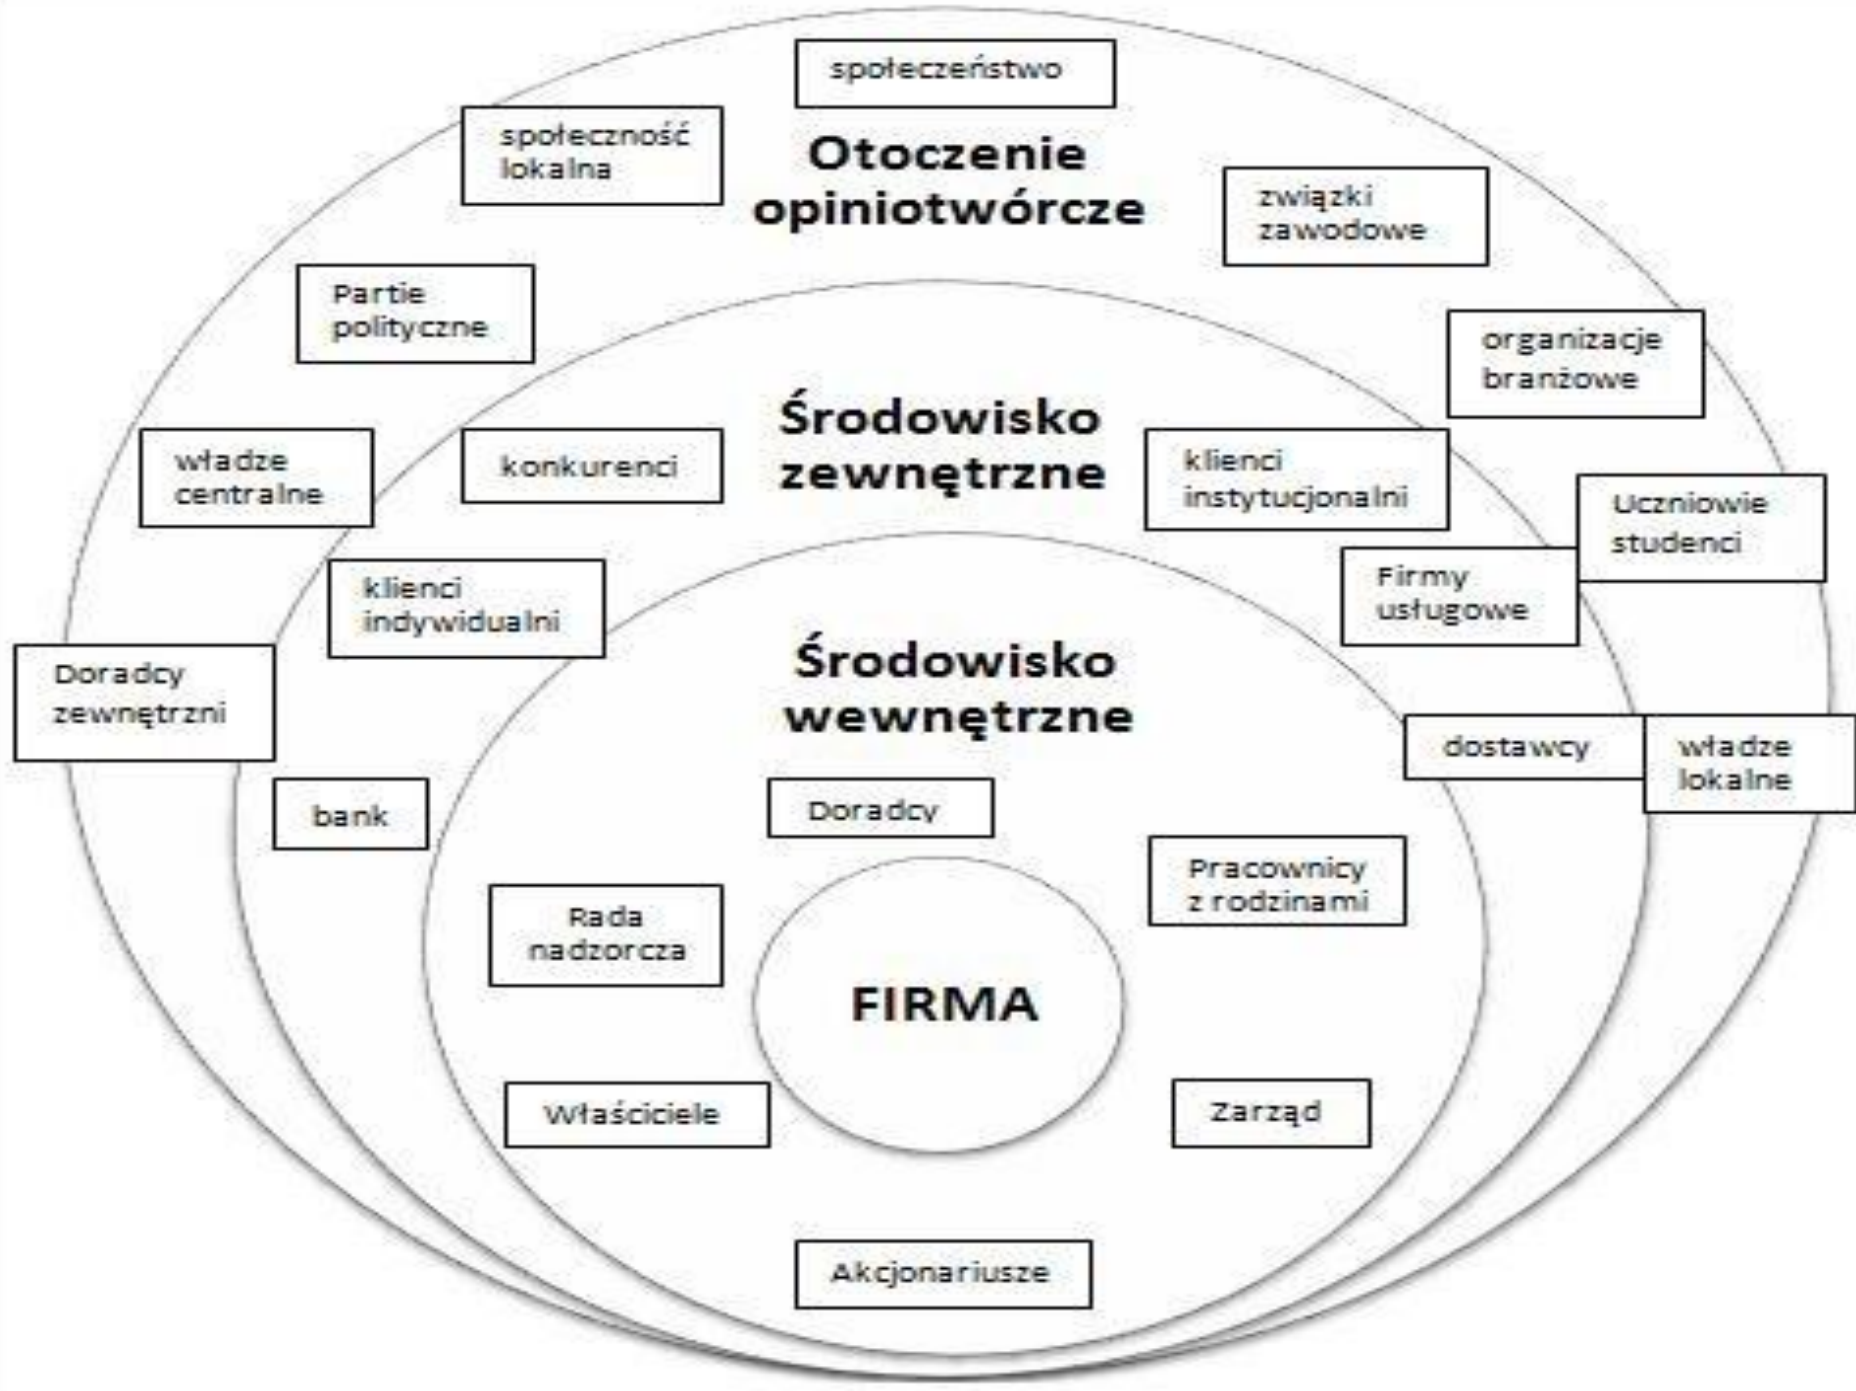 społeczeństwo
społeczność
lokalna
Otoczenie
opiniotwórcze
związki
zawodowe
Partie
polityczne
organizacje
branżowe
władze
centralne
konkurenci
Środowisko
zewnętrzne
klienci
instytucjonalni
Uczniowie
studenci
klienci
indywidualni
Firmy
usługowe
Doradcy
zewnętrzni
Środowisko
wewnętrzne
dostawcy
władze
lokalne
bank
Doradcy
Pracownicy
z rodzinami
Rada
nadzorcza
FIRMA
Właściciele
Zarząd
Akcjonariusze